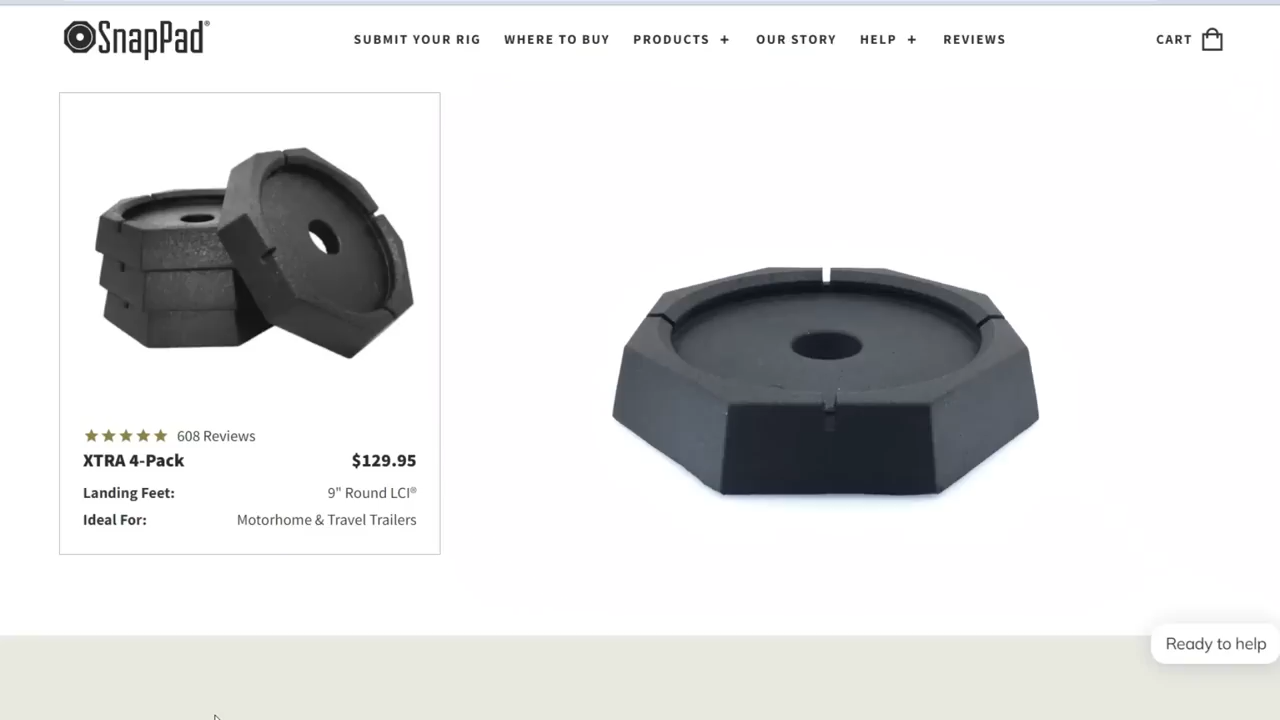 SnapPad®
SUBMIT YOUR RIG WHERE TO BUY PRODUCTS + OUR STORY HELP + REVIEWS CART
608 Reviews
XTRA 4-Pack $129.95
Landing Feet: 9" Round LCI®
Ideal For: Motorhome & Travel Trailers
Ready to help